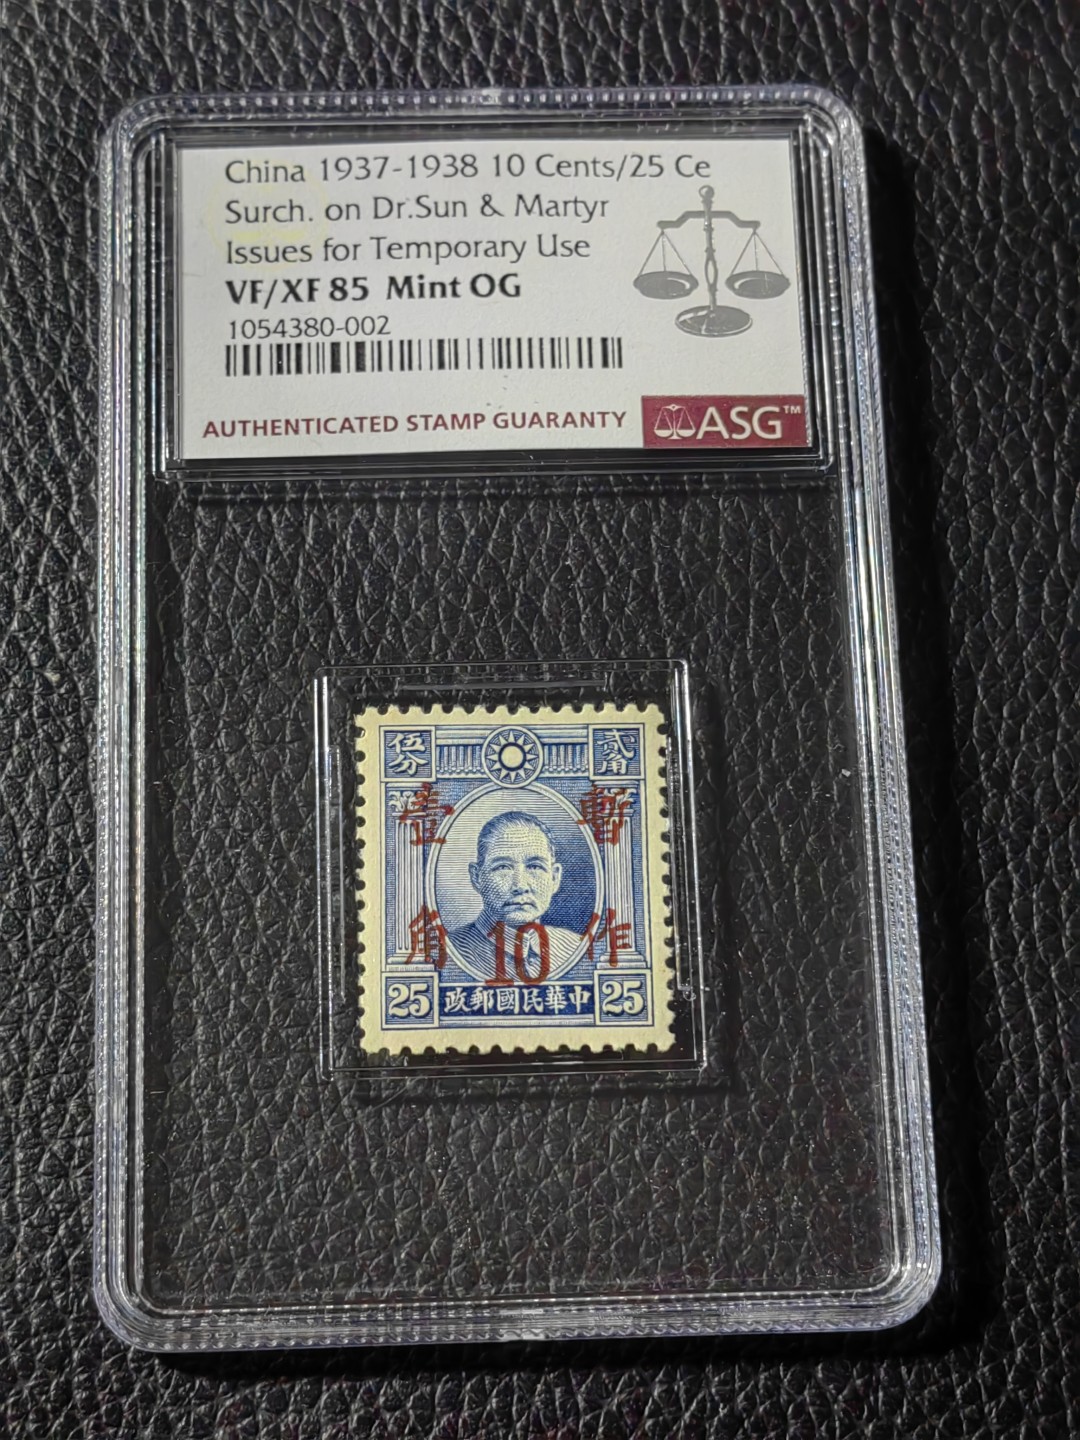 China 1937-1938 10 Cents/25 Ce
Surch. on Dr.Sun & Martyr
Issues for Temporary Use
VF/XF 85 Mint OG
1054380-002
AUTHENTICATED STAMP GUARANTY
ASG™
伍分
貳角
壹角
暫作
10
25
政郵國民華中
25